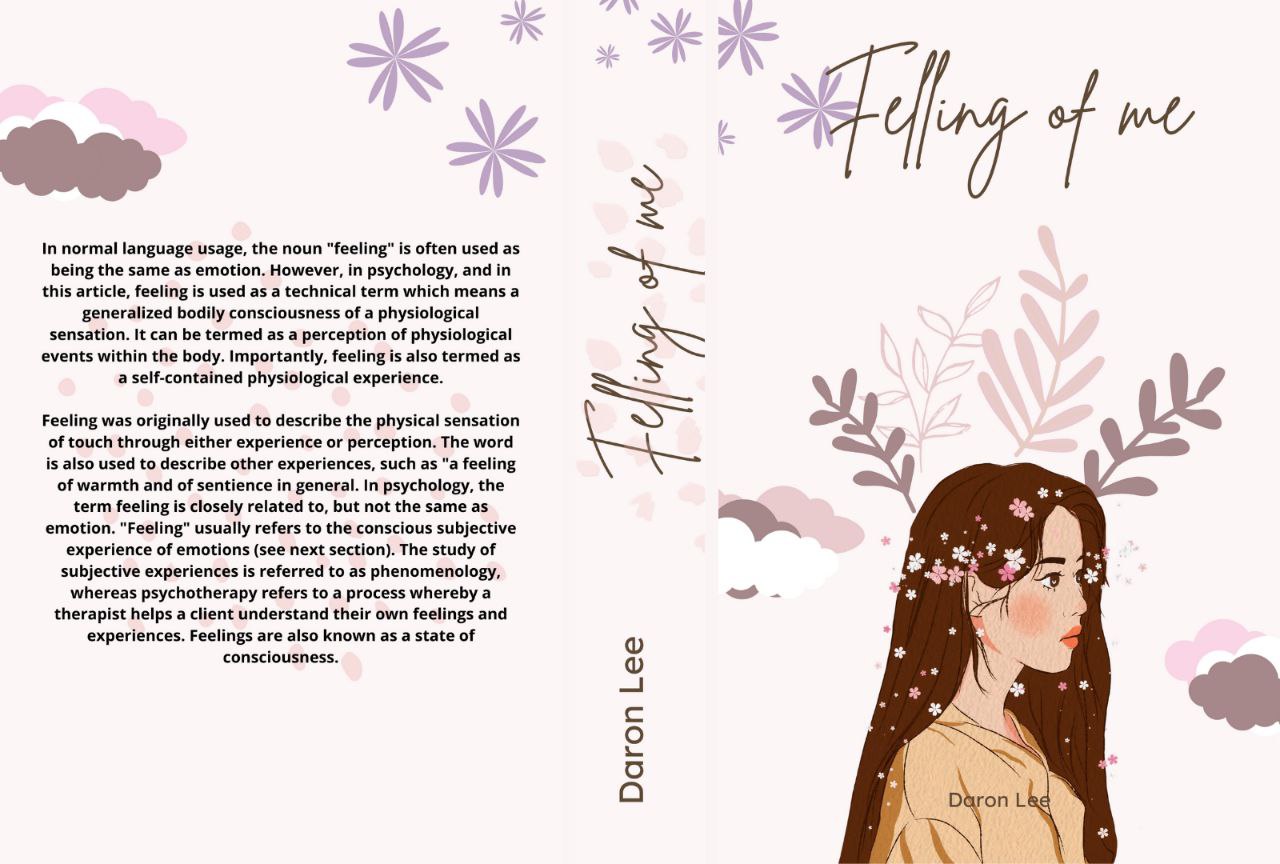 In normal language usage, the noun "feeling" is often used as
being the same as emotion. However, in psychology, and in
this article, feeling is used as a technical term which means a
generalized bodily consciousness of a physiological
sensation. It can be termed as a perception of physiological
events within the body. Importantly, feeling is also termed as
a self-contained physiological experience.
Feeling was originally used to describe the physical sensation
of touch through either experience or perception. The word
is also used to describe other experiences, such as "a feeling
of warmth and of sentience in general. In psychology, the
term feeling is closely related to, but not the same as
emotion. "Feeling" usually refers to the conscious subjective
experience of emotions (see next section). The study of
subjective experiences is referred to as phenomenology,
whereas psychotherapy refers to a process whereby a
therapist helps a client understand their own feelings and
experiences. Feelings are also known as a state of
consciousness.
Felling of me
Daron Lee
Felling of me
Daron Lee